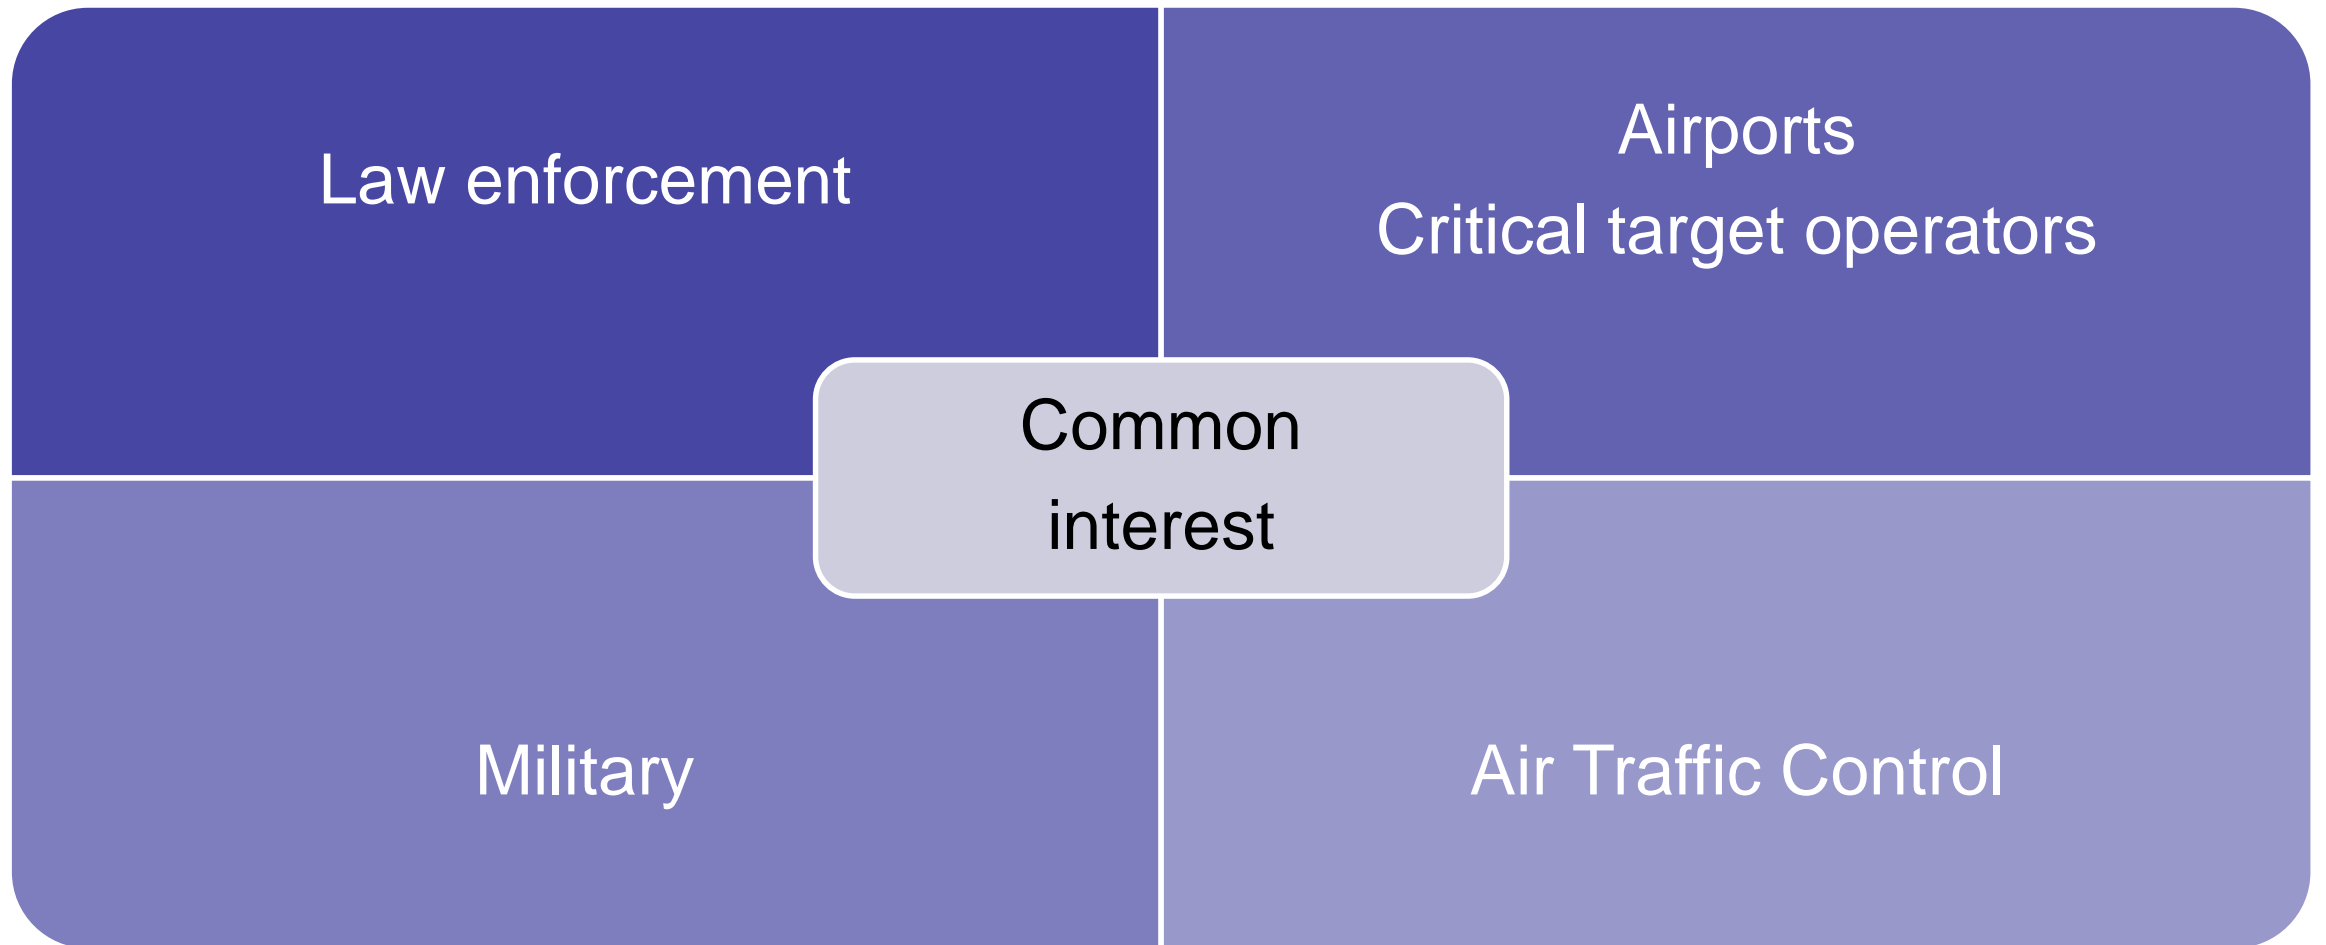 Law enforcement
Airports
Critical target operators
Common
interest
Military
Air Traffic Control